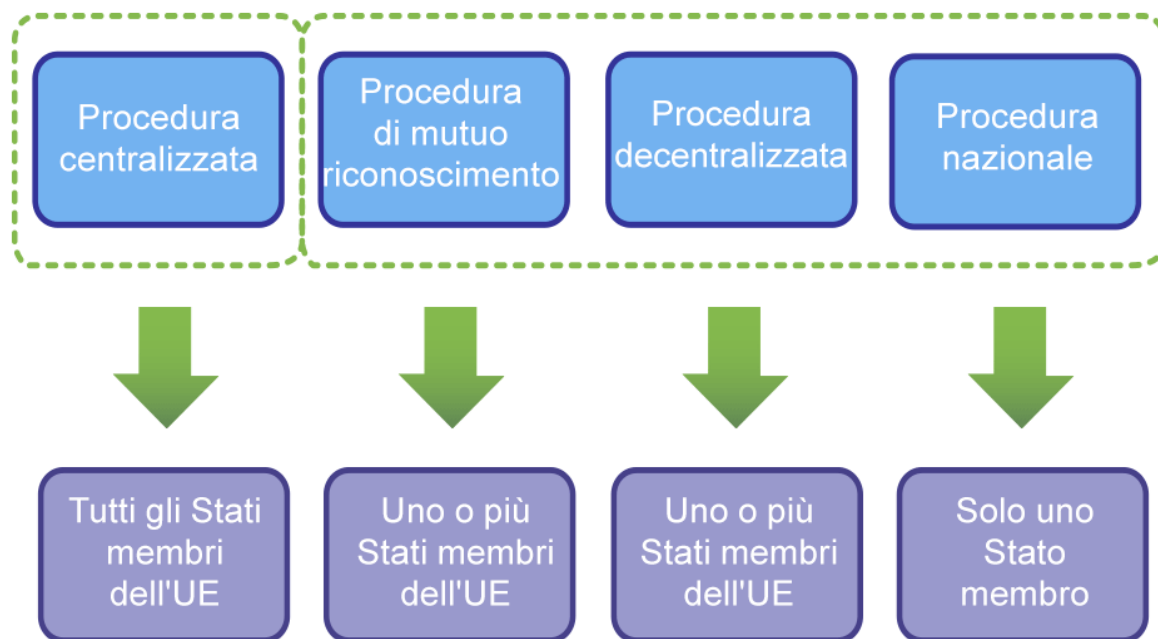 Procedura
centralizzata
Procedura
di mutuo
riconoscimento
Procedura
decentralizzata
Procedura
nazionale
Tutti gli Stati
membri
dell'UE
Uno o più
Stati membri
dell'UE
Uno o più
Stati membri
dell'UE
Solo uno
Stato
membro